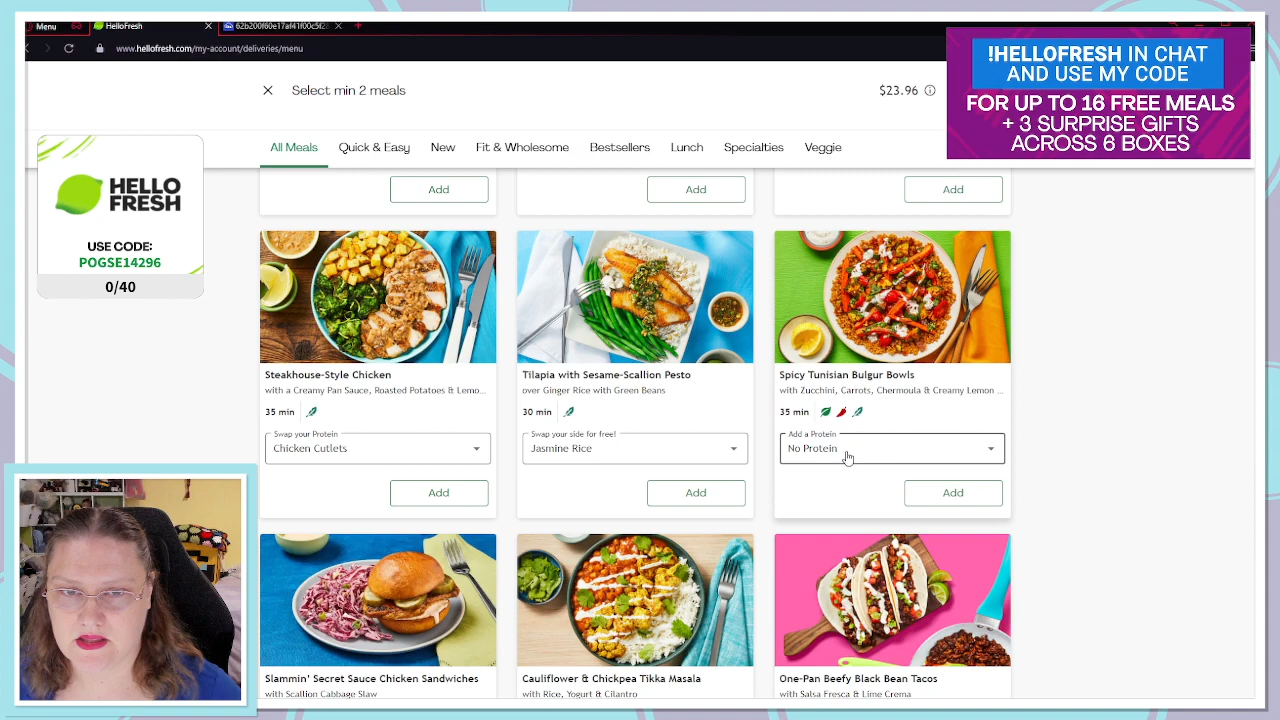 Menu
HelloFresh
62b200f60e17af41f00c5f2
www.hellofresh.com/my-account/deliveries/menu
!HELLOFRESH IN CHAT
AND USE MY CODE
FOR UP TO 16 FREE MEALS
+ 3 SURPRISE GIFTS
ACROSS 6 BOXES
Select min 2 meals
$23.96
All Meals
Quick & Easy
New
Fit & Wholesome
Bestsellers
Lunch
Specialties
Veggie
HELLO
FRESH
USE CODE:
POGSE14296
0/40
Add
Add
Add
Steakhouse-Style Chicken
with a Creamy Pan Sauce, Roasted Potatoes & Lemo...
35 min
Swap your Protein
Chicken Cutlets
Add
Tilapia with Sesame-Scallion Pesto
over Ginger Rice with Green Beans
30 min
Swap your side for free!
Jasmine Rice
Add
Spicy Tunisian Bulgur Bowls
with Zucchini, Carrots, Chermoula & Creamy Lemon ...
35 min
Add a Protein
No Protein
Add
Slammin' Secret Sauce Chicken Sandwiches
with Scallion Cabbage Slaw
Cauliflower & Chickpea Tikka Masala
with Rice, Yogurt & Cilantro
One-Pan Beefy Black Bean Tacos
with Salsa Fresca & Lime Crema